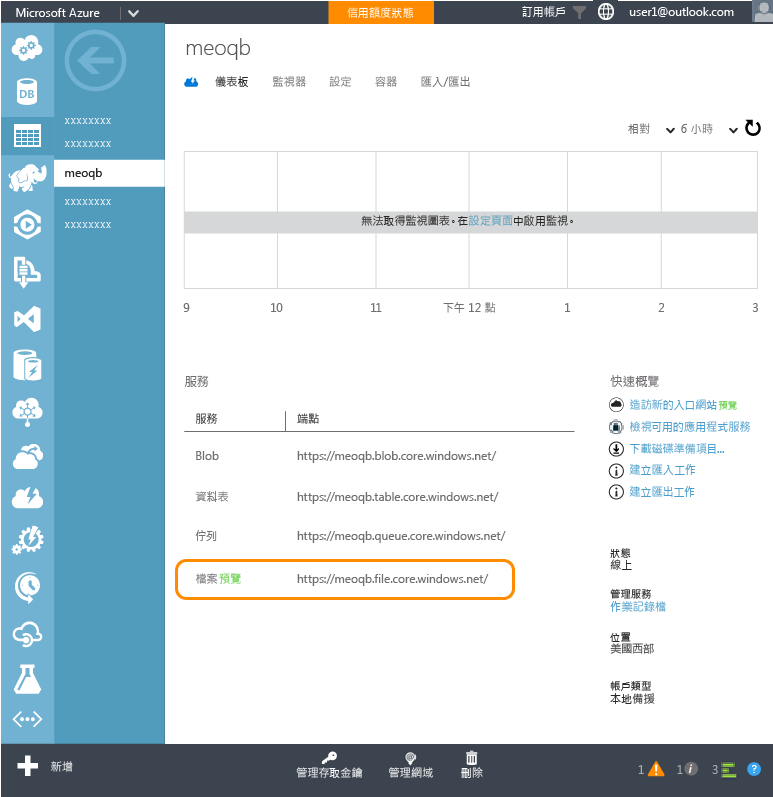 Microsoft Azure
信用額度狀態
訂用帳戶
user1@outlook.com
DB
xxxxxxxx
xxxxxxxx
meoqb
xxxxxxxx
xxxxxxxx
meoqb
儀表板 監視器 設定 容器 匯入/匯出
相對 6 小時
無法取得監視圖表。在設定頁面中啟用監視。
9 10 11 下午 12 點 1 2 3
服務
服務 端點
Blob https://meoqb.blob.core.windows.net/
資料表 https://meoqb.table.core.windows.net/
佇列 https://meoqb.queue.core.windows.net/
檔案 預覽 https://meoqb.file.core.windows.net/
快速概覽
造訪新的入口網站 預覽
檢視可用的應用程式服務
下載磁碟準備項目...
建立匯入工作
建立匯出工作
狀態
線上
管理服務
作業記錄檔
位置
美國西部
帳戶類型
本地備援
新增
管理存取金鑰
管理網域
刪除
1
1
3
?